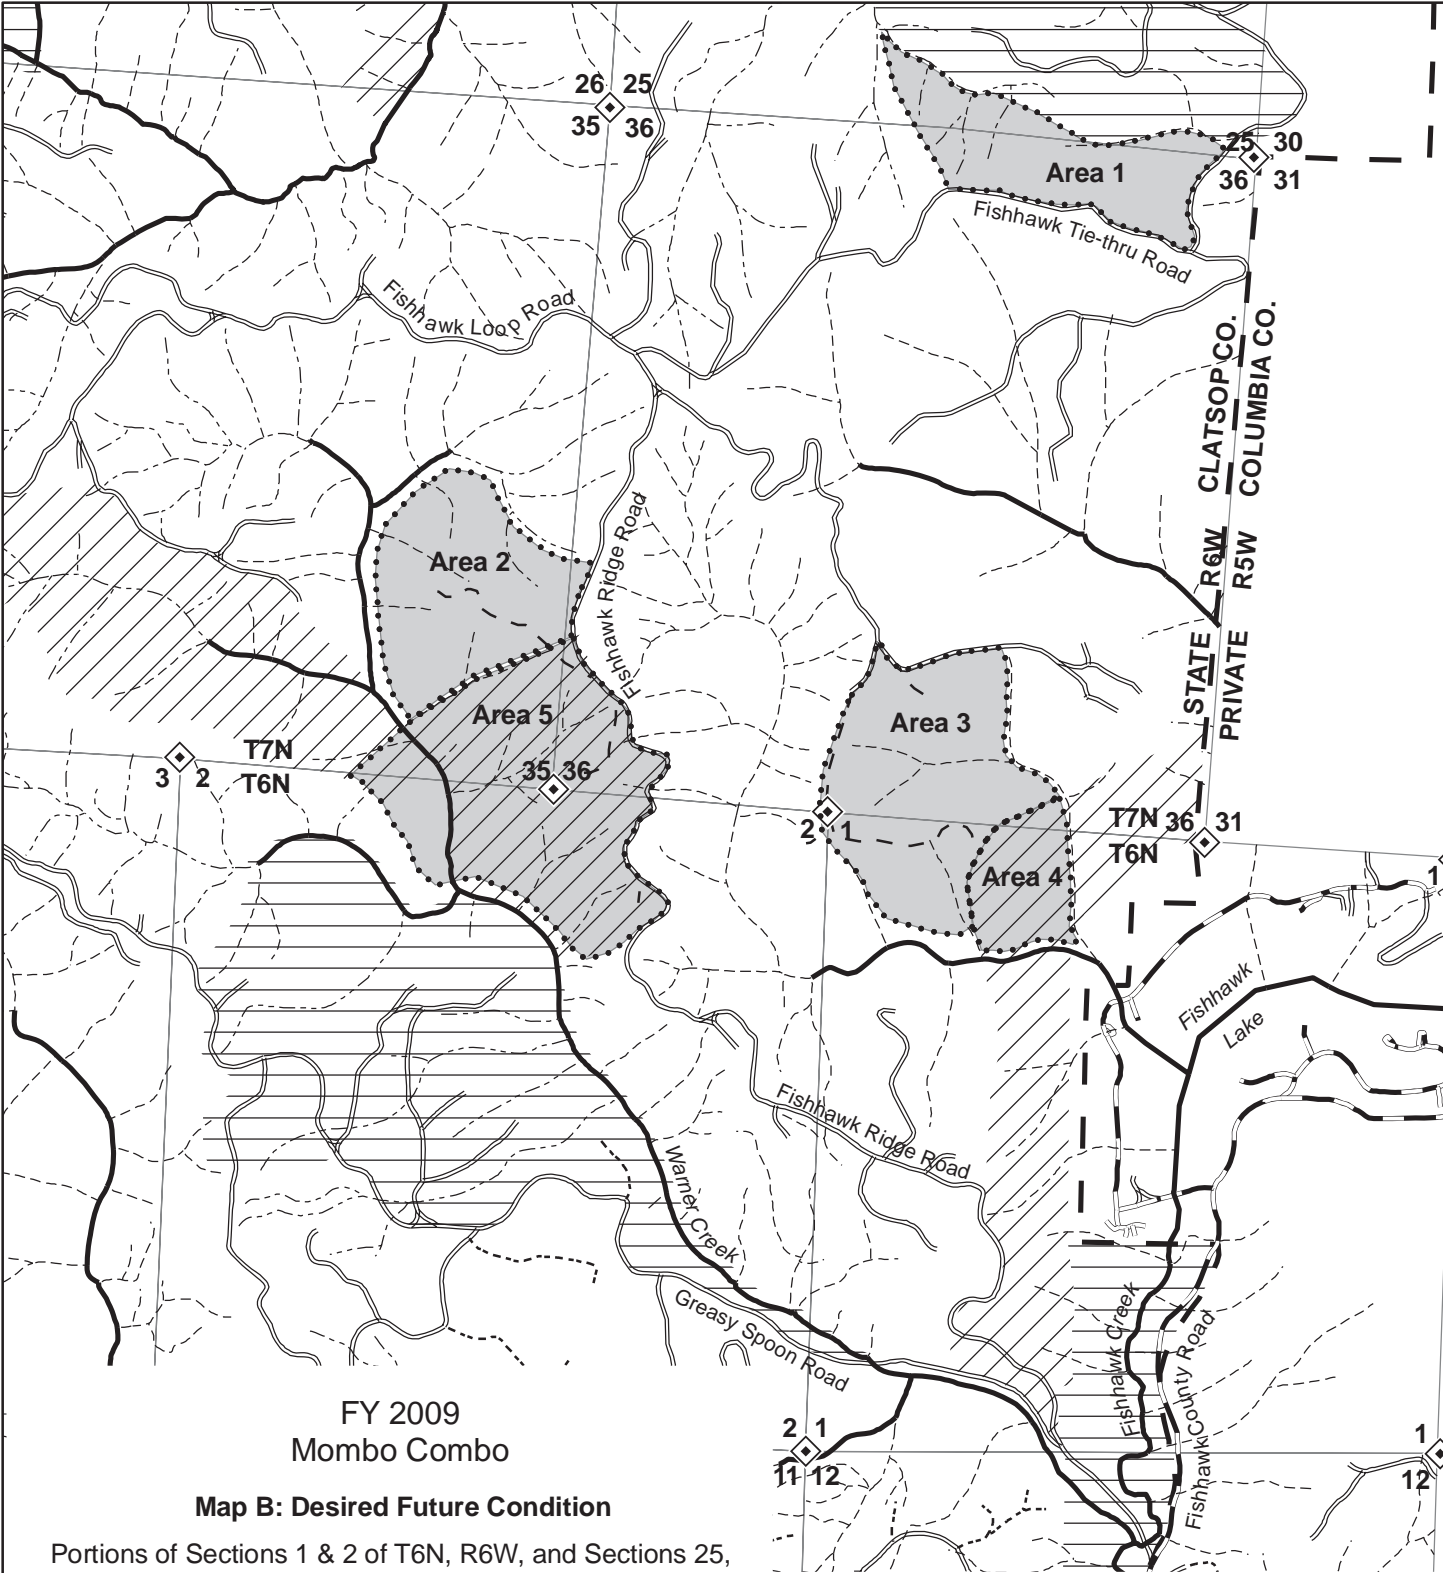 26 25
35 36
25 30
36 31
Area 1
Fishhawk Tie-thru Road
Fishhawk Loop Road
CLATSOP CO.
COLUMBIA CO.
R6W
R5W
STATE
PRIVATE
Fishhawk Ridge Road
Area 2
Area 5
Area 3
Area 4
T7N
T6N
3 2
35 36
2 1
T7N 36 31
T6N
1
Fishhawk
Lake
Fishhawk Ridge Road
Warner Creek
Greasy Spoon Road
Fishhawk Creek
Fishhawk County Road
2 1
11 12
1
12
FY 2009
Mombo Combo
Map B: Desired Future Condition
Portions of Sections 1 & 2 of T6N, R6W, and Sections 25,